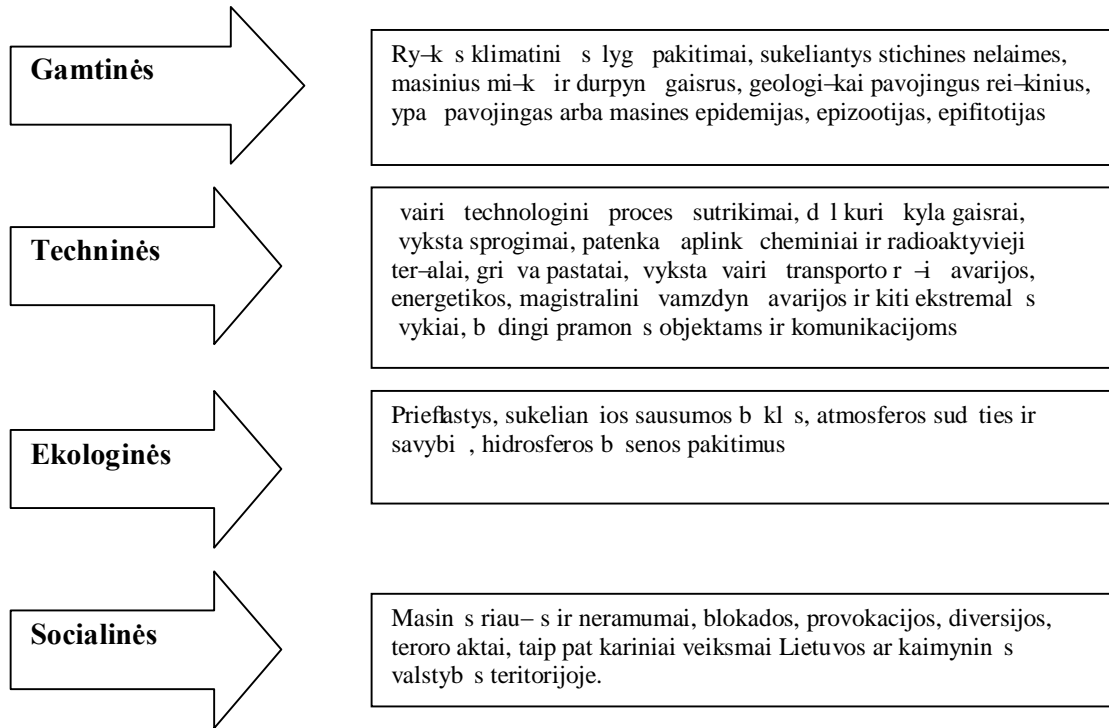 Gamtinės
Ry–k s klimatini s lyg pakitimai, sukeliantys stichines nelaimes,
masinius mi–k ir durpyn gaisrus, geologi–kai pavojingus rei–kinius,
ypa pavojingas arba masines epidemijas, epizootijas, epifitotijas
Techninės
vairi technologini proces sutrikimai, d l kuri kyla gaisrai,
vyksta sprogimai, patenka aplink cheminiai ir radioaktyvieji
ter–alai, gri va pastatai, vyksta vairi transporto r –i avarijos,
energetikos, magistralini vamzdyn avarijos ir kiti ekstremal s
vykiai, b dingi pramon s objektams ir komunikacijoms
Ekologinės
Prieflastys, sukelian ios sausumos b kl s, atmosferos sud ties ir
savybi , hidrosferos b senos pakitimus
Socialinės
Masin s riau– s ir neramumai, blokados, provokacijos, diversijos,
teroro aktai, taip pat kariniai veiksmai Lietuvos ar kaimynin s
valstyb s teritorijoje.